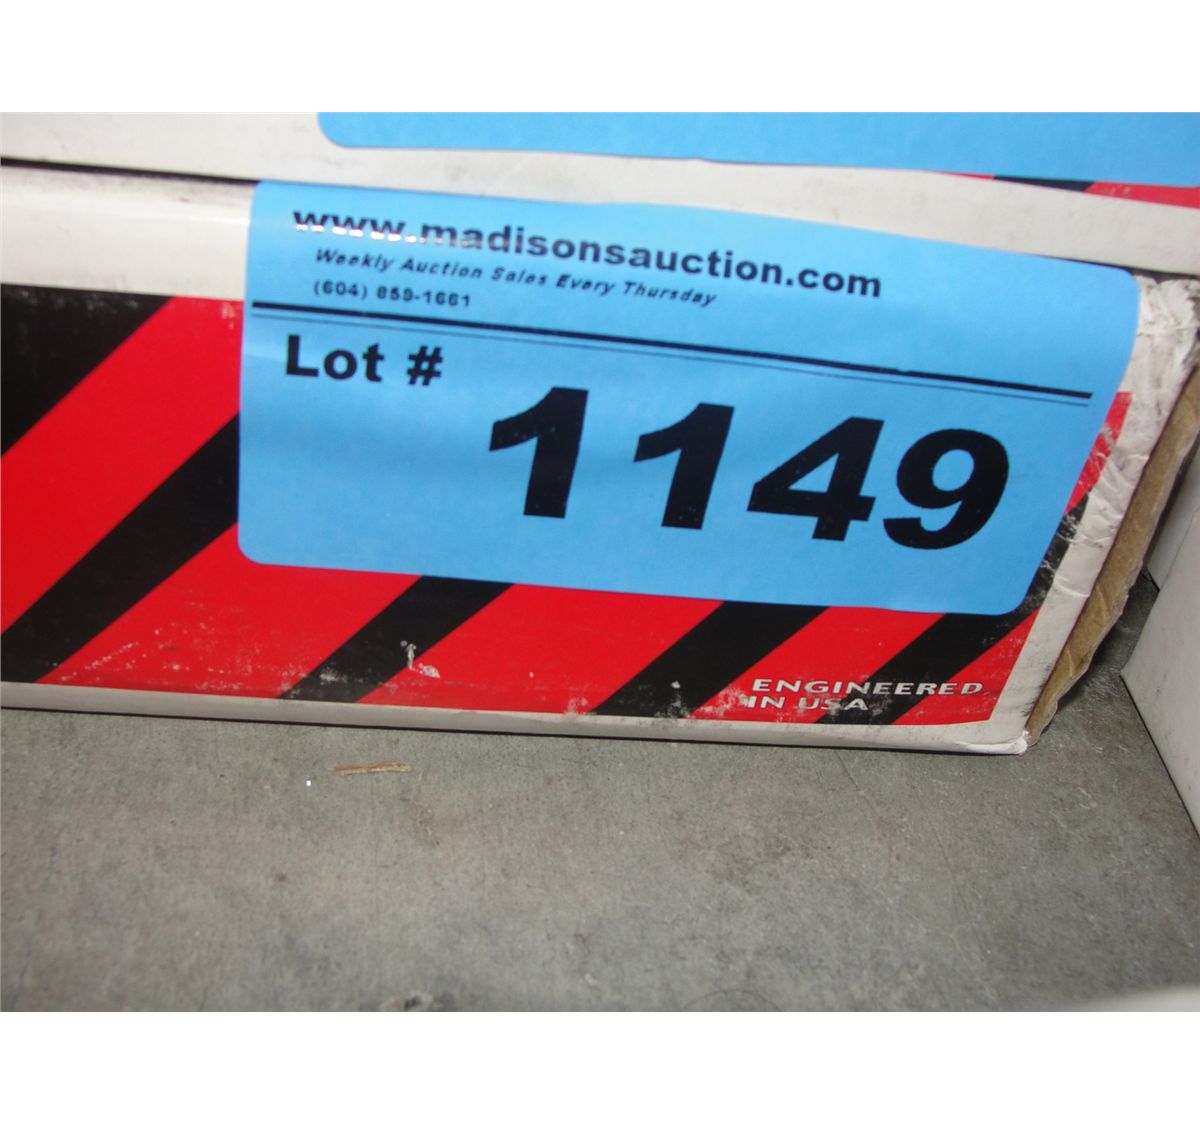 www.madisonsauction.com
Weekly Auction Sales Every Thursday
(604) 859-1661
Lot #
1149
ENGINEERED
IN USA